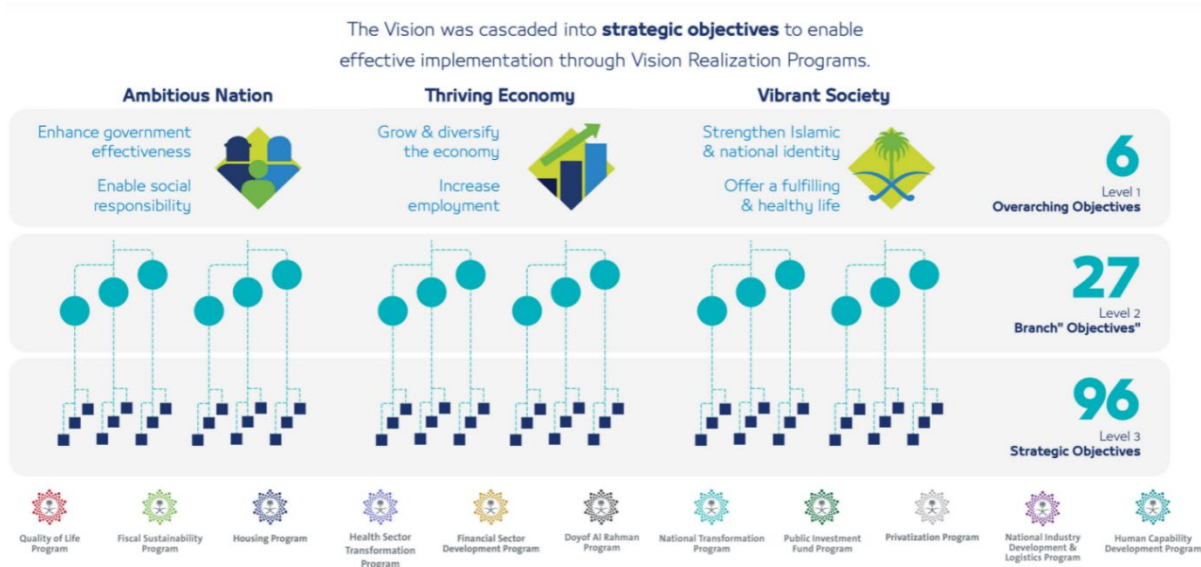 The Vision was cascaded into strategic objectives to enable
effective implementation through Vision Realization Programs.
Ambitious Nation
Thriving Economy
Vibrant Society
Enhance government
effectiveness
Enable social
responsibility
Grow & diversify
the economy
Increase
employment
Strengthen Islamic
& national identity
Offer a fulfilling
& healthy life
6
Level 1
Overarching Objectives
27
Level 2
Branch" Objectives"
96
Level 3
Strategic Objectives
Quality of Life
Program
Fiscal Sustainability
Program
Housing Program
Health Sector
Transformation
Program
Financial Sector
Development Program
Doyof Al Rahman
Program
National Transformation
Program
Public Investment
Fund Program
Privatization Program
National Industry
Development &
Logistics Program
Human Capability
Development Program